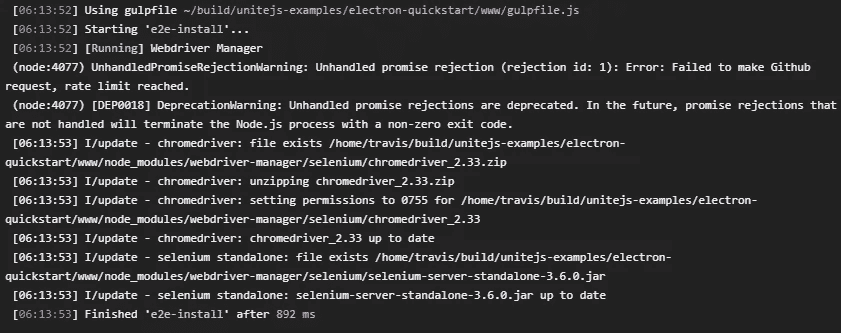 [06:13:52] Using gulpfile ~/build/unitejs-examples/electron-quickstart/www/gulpfile.js
[06:13:52] Starting 'e2e-install'...
[06:13:52] [Running] Webdriver Manager
(node:4077) UnhandledPromiseRejectionWarning: Unhandled promise rejection (rejection id: 1): Error: Failed to make Github
request, rate limit reached.
(node:4077) [DEP0018] DeprecationWarning: Unhandled promise rejections are deprecated. In the future, promise rejections that
are not handled will terminate the Node.js process with a non-zero exit code.
[06:13:53] I/update - chromedriver: file exists /home/travis/build/unitejs-examples/electron-
quickstart/www/node_modules/webdriver-manager/selenium/chromedriver_2.33.zip
[06:13:53] I/update - chromedriver: unzipping chromedriver_2.33.zip
[06:13:53] I/update - chromedriver: setting permissions to 0755 for /home/travis/build/unitejs-examples/electron-
quickstart/www/node_modules/webdriver-manager/selenium/chromedriver_2.33
[06:13:53] I/update - chromedriver: chromedriver_2.33 up to date
[06:13:53] I/update - selenium standalone: file exists /home/travis/build/unitejs-examples/electron-
quickstart/www/node_modules/webdriver-manager/selenium/selenium-server-standalone-3.6.0.jar
[06:13:53] I/update - selenium standalone: selenium-server-standalone-3.6.0.jar up to date
[06:13:53] Finished 'e2e-install' after 892 ms